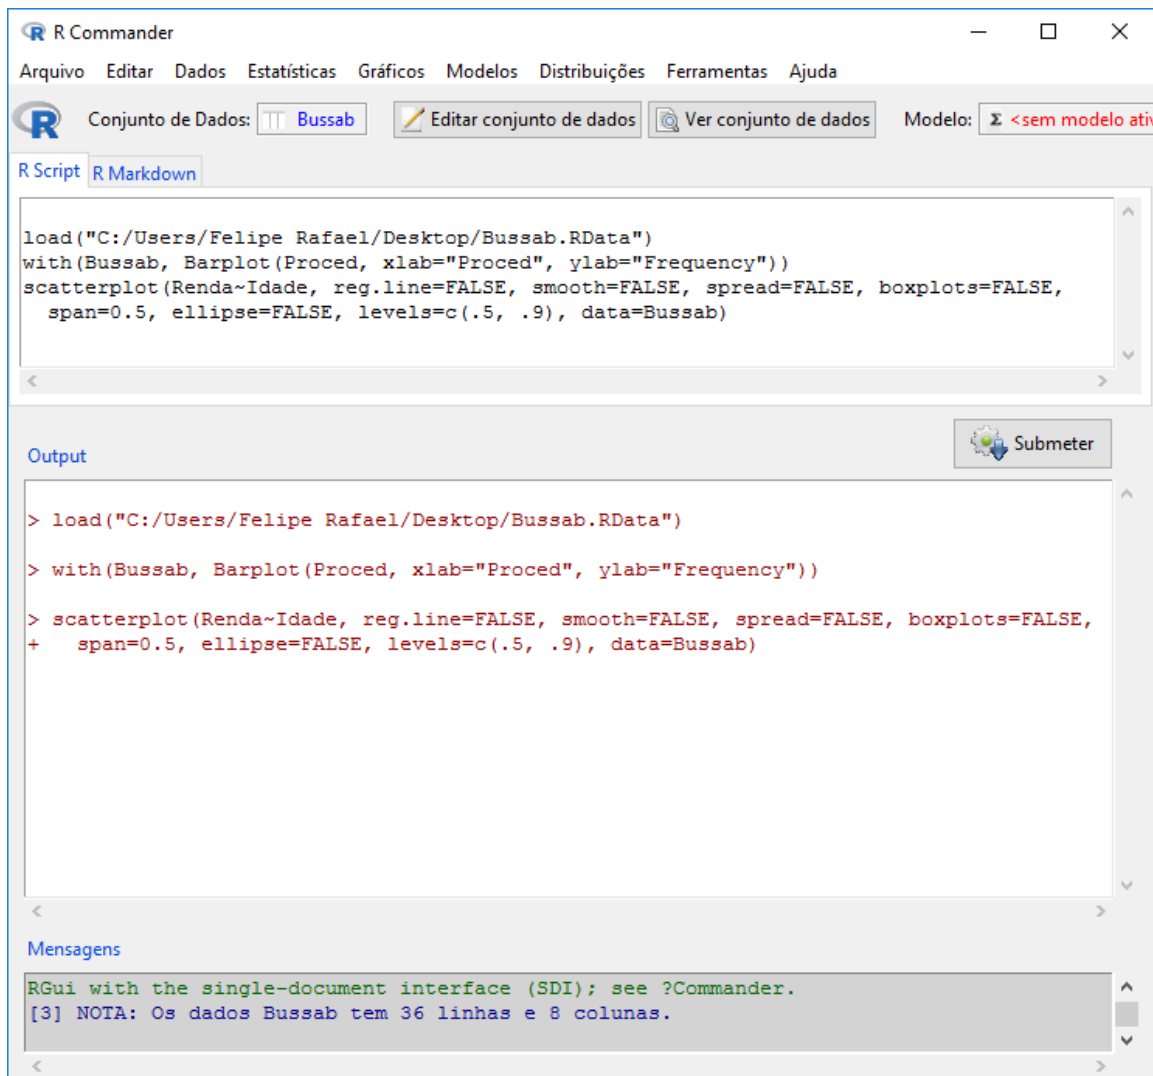 R Commander
Arquivo Editar Dados Estatísticas Gráficos Modelos Distribuições Ferramentas Ajuda
R Conjunto de Dados: Bussab Editar conjunto de dados Ver conjunto de dados Modelo: Σ <sem modelo ativ
R Script R Markdown
load("C:/Users/Felipe Rafael/Desktop/Bussab.RData")
with(Bussab, Barplot(Proced, xlab="Proced", ylab="Frequency"))
scatterplot(Renda~Idade, reg.line=FALSE, smooth=FALSE, spread=FALSE, boxplots=FALSE,
span=0.5, ellipse=FALSE, levels=c(.5, .9), data=Bussab)
Submeter
Output
> load("C:/Users/Felipe Rafael/Desktop/Bussab.RData")
> with(Bussab, Barplot(Proced, xlab="Proced", ylab="Frequency"))
> scatterplot(Renda~Idade, reg.line=FALSE, smooth=FALSE, spread=FALSE, boxplots=FALSE,
+ span=0.5, ellipse=FALSE, levels=c(.5, .9), data=Bussab)
Mensagens
RGui with the single-document interface (SDI); see ?Commander.
[3] NOTA: Os dados Bussab tem 36 linhas e 8 colunas.